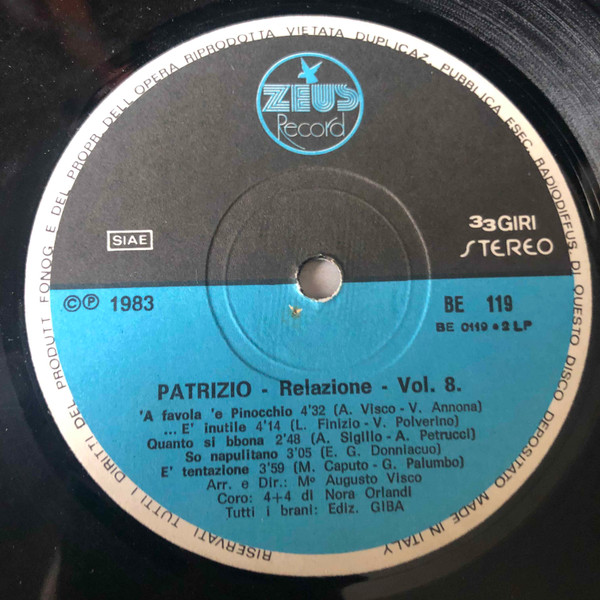 RISERVATI TUTTI I DIRITTI DEL PRODUTT. FONOG. E DEL PROPR. DELL'OPERA RIPRODOTTA VIETATA DUPLICAZ. PUBBLICA ESEC. RADIODIFFUS. DI QUESTO DISCO DEPOSITATO MADE IN ITALY
ZEUS
Record
SIAE
33 GIRI
STEREO
© ℗ 1983
BE 119
BE 0119 • 2 LP
PATRIZIO - Relazione - Vol. 8.
'A favola 'e Pinocchio 4'32 (A. Visco - V. Annona)
... E' inutile 4'14 (L. Finizio - V. Polverino)
Quanto si bbona 2'48 (A. Sigillo - A. Petrucci)
So napulitano 3'05 (E. G. Donniacuo)
E' tentazione 3'59 (M. Caputo - G. Palumbo)
Arr. e Dir.: Mº Augusto Visco
Coro: 4+4 di Nora Orlandi
Tutti i brani: Ediz. GIBA